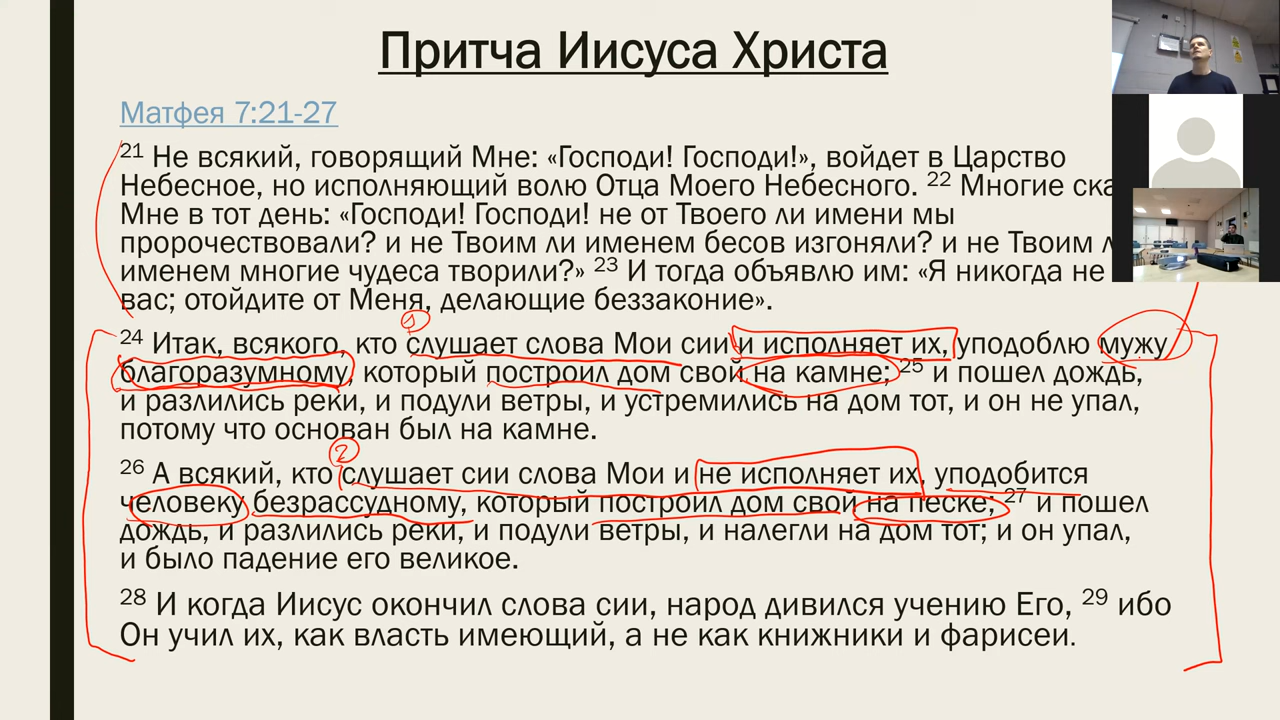 Притча Иисуса Христа
Матфея 7:21-27
21 Не всякий, говорящий Мне: «Господи! Господи!», войдет в Царство
Небесное, но исполняющий волю Отца Моего Небесного. 22 Многие ска
Мне в тот день: «Господи! Господи! не от Твоего ли имени мы
пророчествовали? и не Твоим ли именем бесов изгоняли? и не Твоим
именем многие чудеса творили?» 23 И тогда объявлю им: «Я никогда не
вас; отойдите от Меня, делающие беззаконие».
1
24 Итак, всякого, кто слушает слова Мои сии и исполняет их, уподоблю мужу
благоразумному, который построил дом свой на камне; 25 и пошел дождь,
и разлились реки, и подули ветры, и устремились на дом тот, и он не упал,
потому что основан был на камне.
2
26 А всякий, кто слушает сии слова Мои и не исполняет их, уподобится
человеку безрассудному, который построил дом свой на песке; 27 и пошел
дождь, и разлились реки, и подули ветры, и налегли на дом тот; и он упал,
и было падение его великое.
28 И когда Иисус окончил слова сии, народ дивился учению Его, 29 ибо
Он учил их, как власть имеющий, а не как книжники и фарисеи.